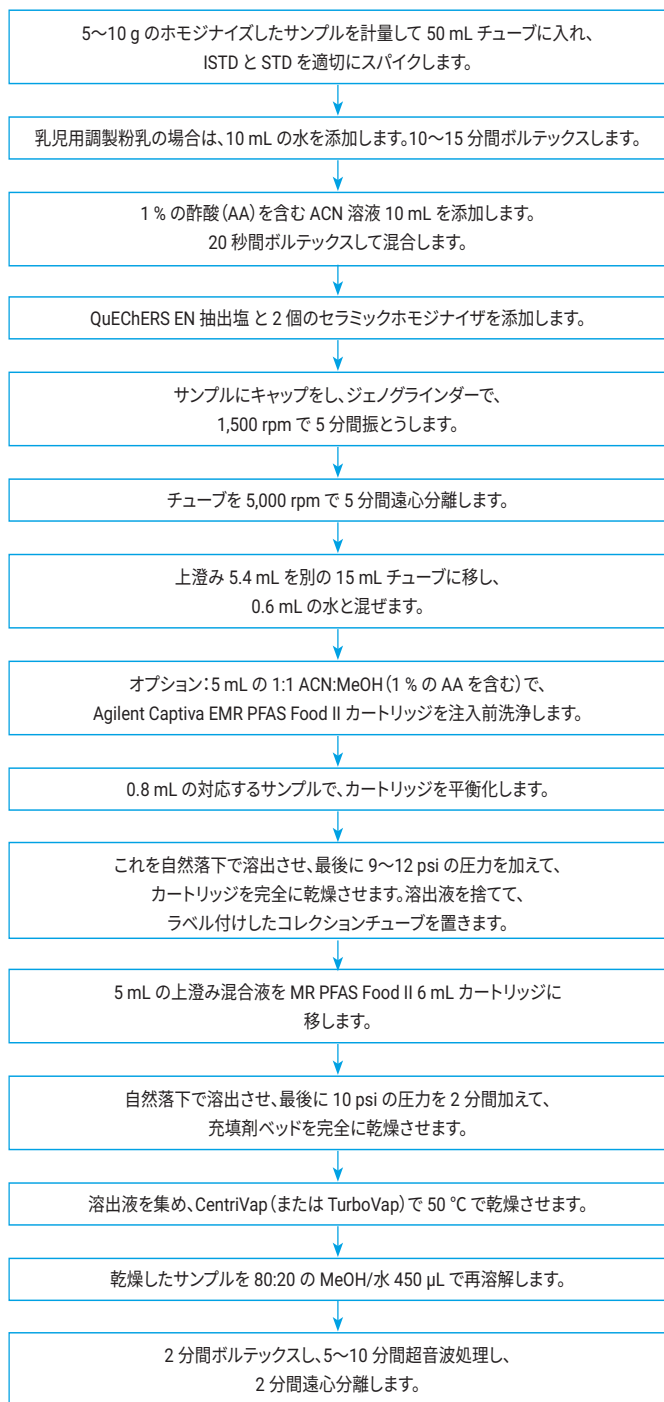 5～10 g のホモジナイズしたサンプルを計量して 50 mL チューブに入れ、
ISTD と STD を適切にスパイクします。
乳児用調製粉乳の場合は、10 mL の水を添加します。10～15 分間ボルテックスします。
1 % の酢酸（AA）を含む ACN 溶液 10 mL を添加します。
20 秒間ボルテックスして混合します。
QuEChERS EN 抽出塩 と 2 個のセラミックホモジナイザを添加します。
サンプルにキャップをし、ジェノグラインダーで、
1,500 rpm で 5 分間振とうします。
チューブを 5,000 rpm で 5 分間遠心分離します。
上澄み 5.4 mL を別の 15 mL チューブに移し、
0.6 mL の水と混ぜます。
オプション：5 mL の 1:1 ACN:MeOH（1 % の AA を含む）で、
Agilent Captiva EMR PFAS Food II カートリッジを注入前洗浄します。
0.8 mL の対応するサンプルで、カートリッジを平衡化します。
これを自然落下で溶出させ、最後に 9～12 psi の圧力を加えて、
カートリッジを完全に乾燥させます。溶出液を捨てて、
ラベル付けしたコレクションチューブを置きます。
5 mL の上澄み混合液を MR PFAS Food II 6 mL カートリッジに
移します。
自然落下で溶出させ、最後に 10 psi の圧力を 2 分間加えて、
充填剤ベッドを完全に乾燥させます。
溶出液を集め、CentriVap（または TurboVap）で 50 °C で乾燥させます。
乾燥したサンプルを 80:20 の MeOH/水 450 µL で再溶解します。
2 分間ボルテックスし、5～10 分間超音波処理し、
2 分間遠心分離します。